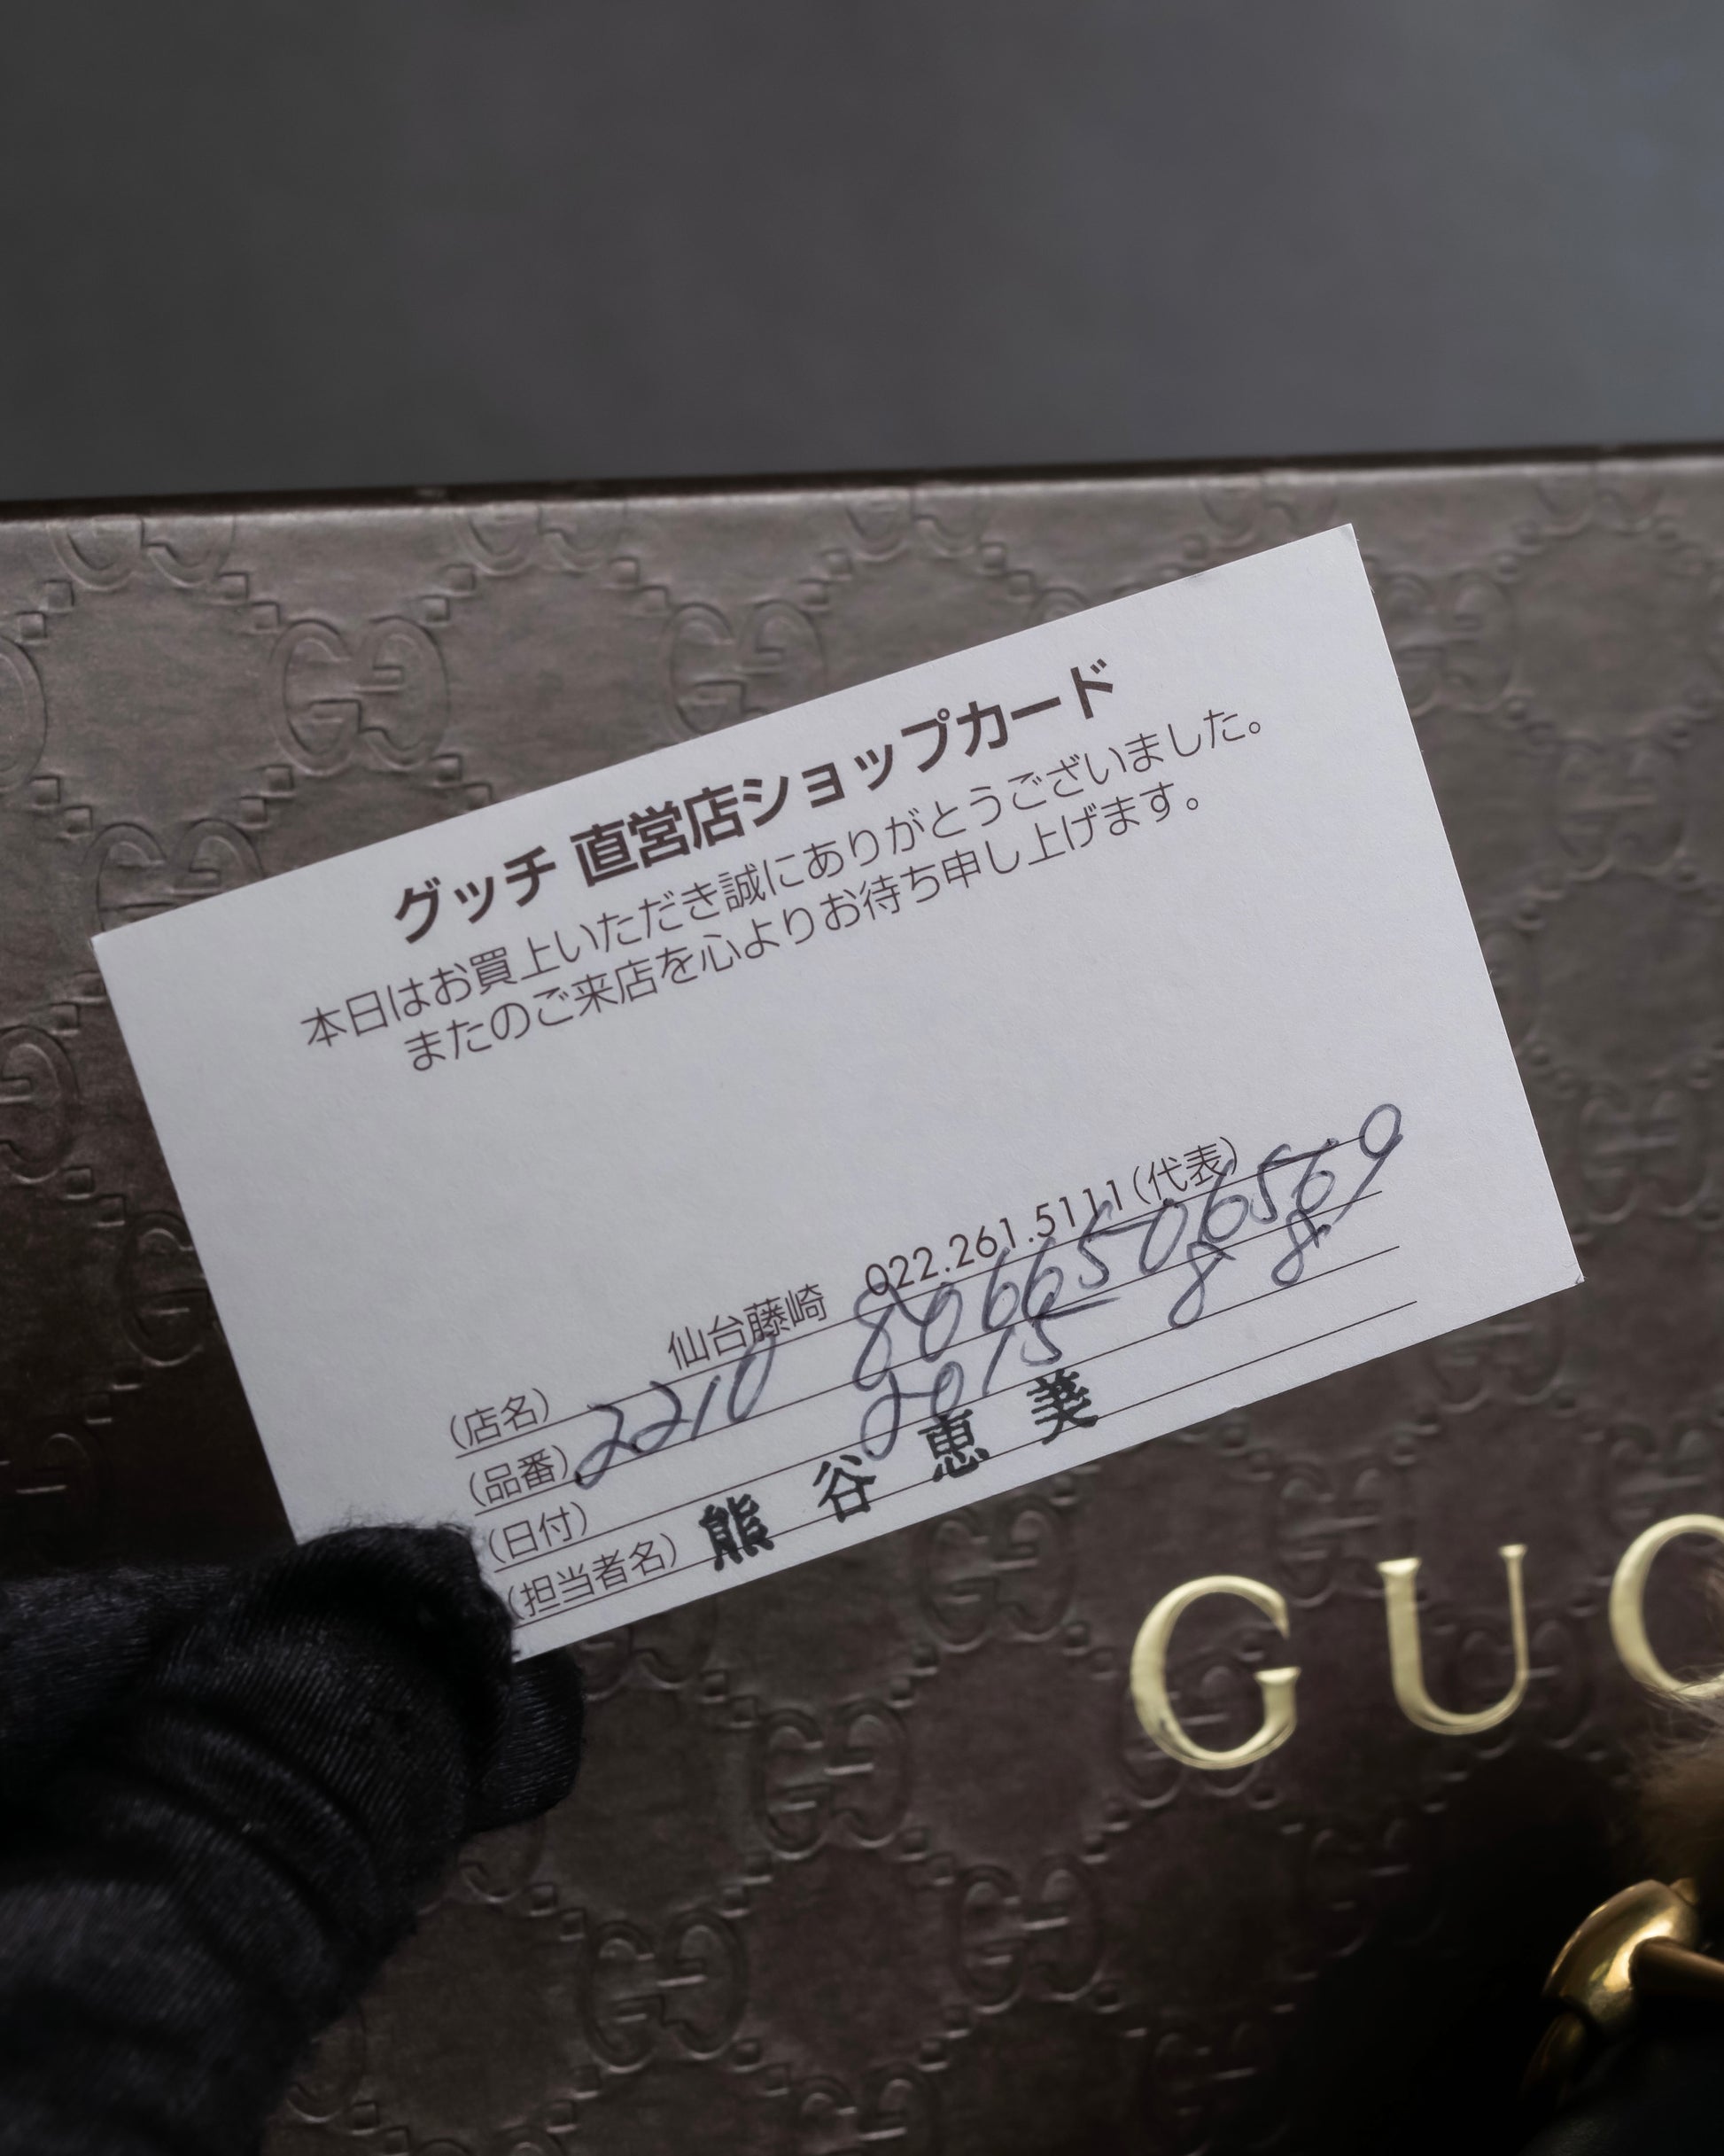 グッチ 直営店ショップカード
本日はお買上いただき誠にありがとうございました。
またのご来店を心よりお待ち申し上げます。
(店名) 仙台藤崎 022.261.5111(代表)
(品番) 2210
(日付) 2015 8 8
(担当者名) 熊谷恵美
GUC